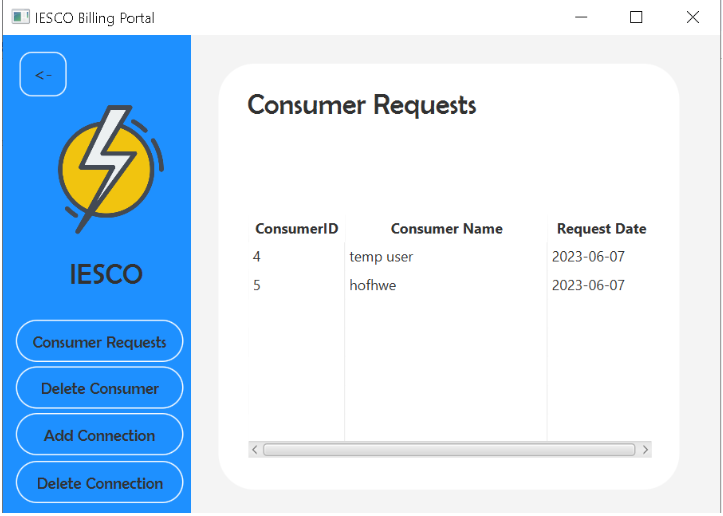 IESCO Billing Portal
<-
IESCO
Consumer Requests
Delete Consumer
Add Connection
Delete Connection
Consumer Requests
ConsumerID Consumer Name Request Date
4 temp user 2023-06-07
5 hofhwe 2023-06-07